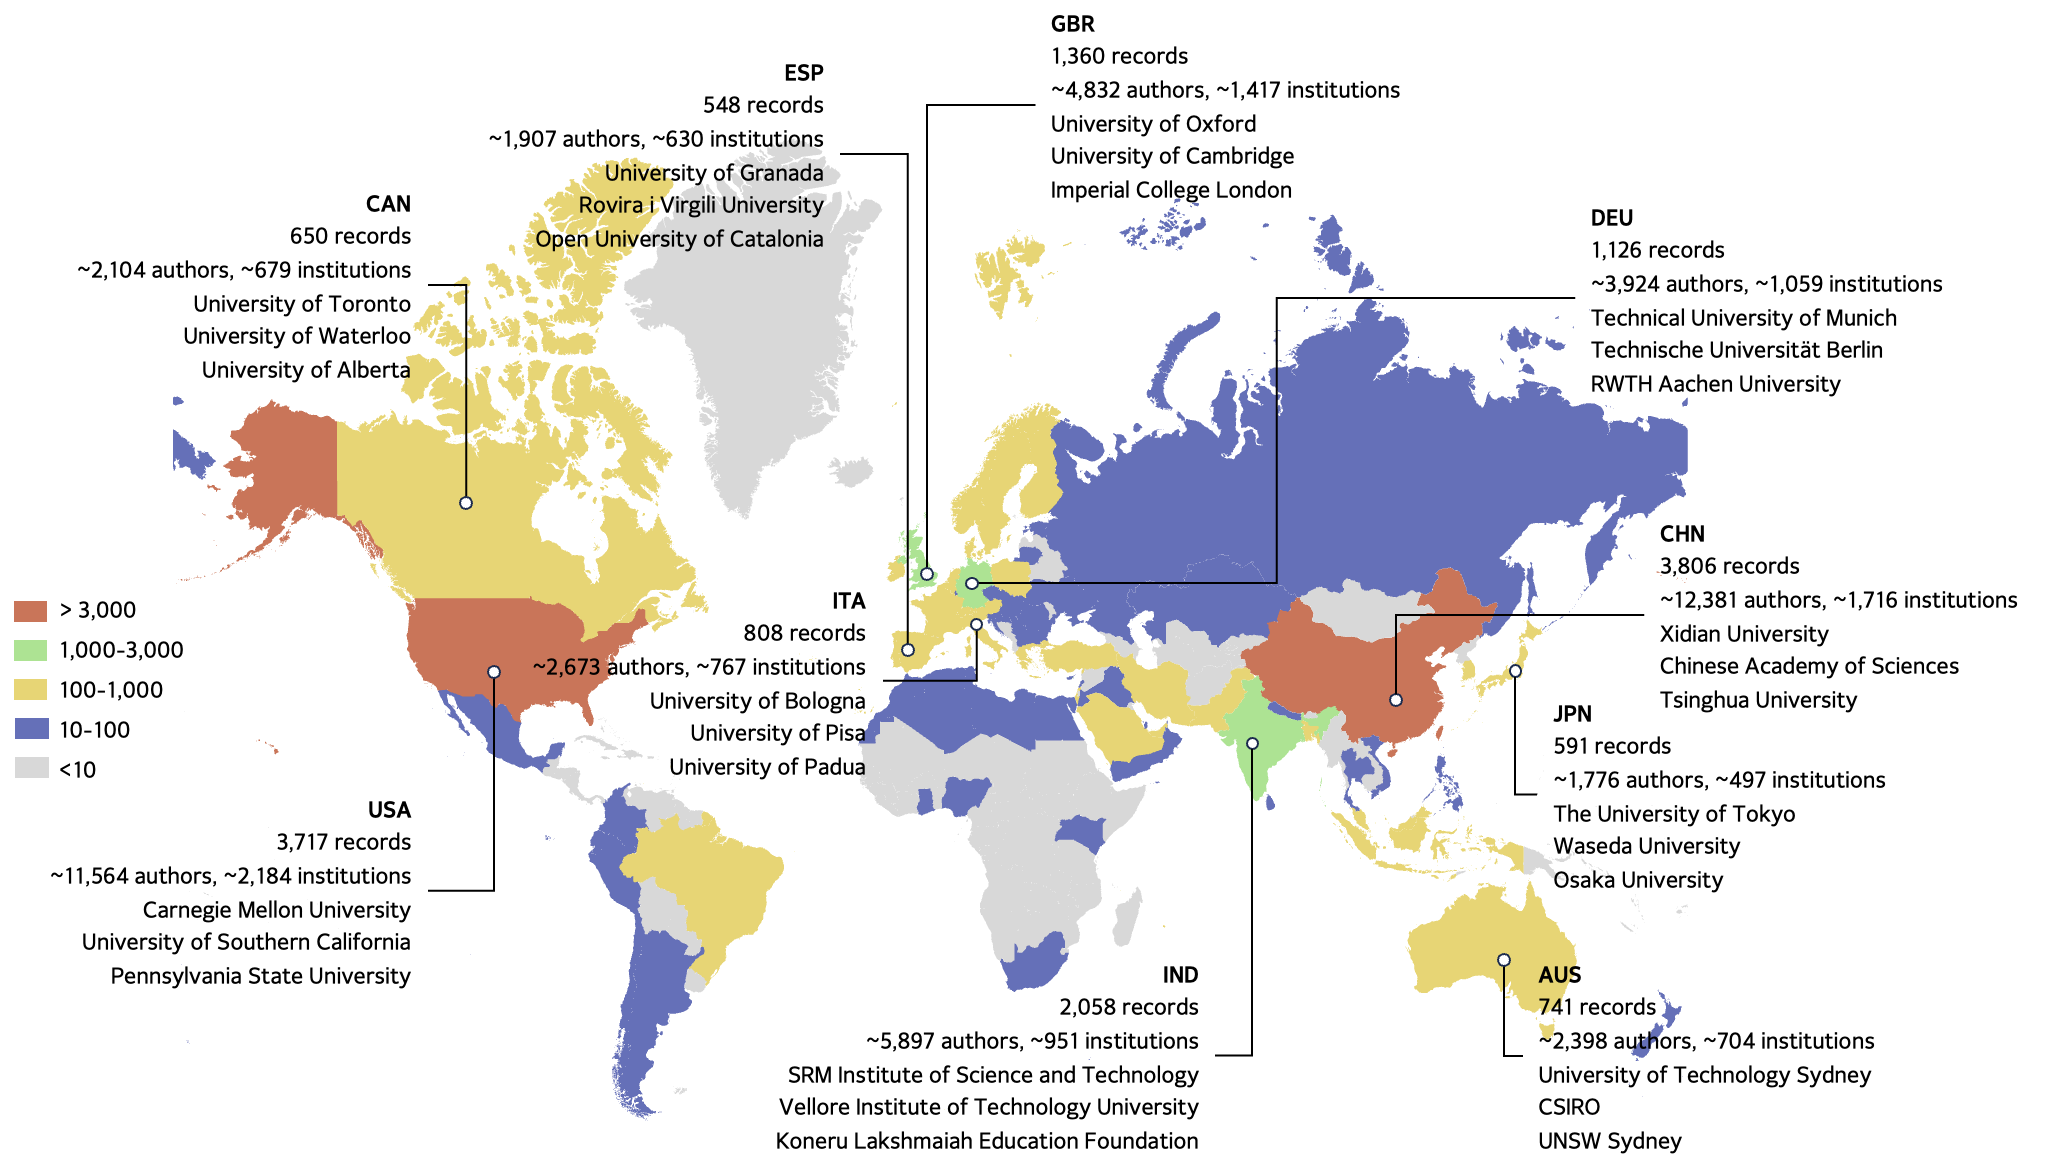 GBR
1,360 records
~4,832 authors, ~1,417 institutions
University of Oxford
University of Cambridge
Imperial College London
ESP
548 records
~1,907 authors, ~630 institutions
University of Granada
Rovira i Virgili University
Open University of Catalonia
CAN
650 records
~2,104 authors, ~679 institutions
University of Toronto
University of Waterloo
University of Alberta
DEU
1,126 records
~3,924 authors, ~1,059 institutions
Technical University of Munich
Technische Universität Berlin
RWTH Aachen University
CHN
3,806 records
~12,381 authors, ~1,716 institutions
Xidian University
Chinese Academy of Sciences
Tsinghua University
> 3,000
1,000-3,000
100-1,000
10-100
<10
ITA
808 records
~2,673 authors, ~767 institutions
University of Bologna
University of Pisa
University of Padua
JPN
591 records
~1,776 authors, ~497 institutions
The University of Tokyo
Waseda University
Osaka University
USA
3,717 records
~11,564 authors, ~2,184 institutions
Carnegie Mellon University
University of Southern California
Pennsylvania State University
IND
2,058 records
~5,897 authors, ~951 institutions
SRM Institute of Science and Technology
Vellore Institute of Technology University
Koneru Lakshmaiah Education Foundation
AUS
741 records
~2,398 authors, ~704 institutions
University of Technology Sydney
CSIRO
UNSW Sydney